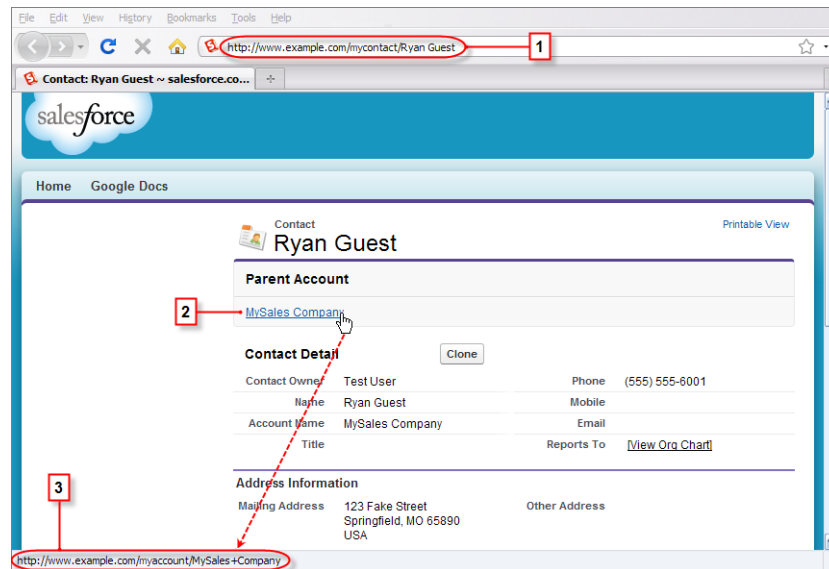 File Edit View History Bookmarks Tools Help
http://www.example.com/mycontact/Ryan Guest
1
Contact: Ryan Guest ~ salesforce.co...
salesforce
Home Google Docs
Contact
Ryan Guest
Printable View
Parent Account
2
MySales Company
Contact Detail
Clone
Contact Owner Test User Phone (555) 555-6001
Name Ryan Guest Mobile
Account Name MySales Company Email
Title Reports To [View Org Chart]
Address Information
3
Mailing Address 123 Fake Street Other Address
Springfield, MO 65890
USA
http://www.example.com/myaccount/MySales+Company